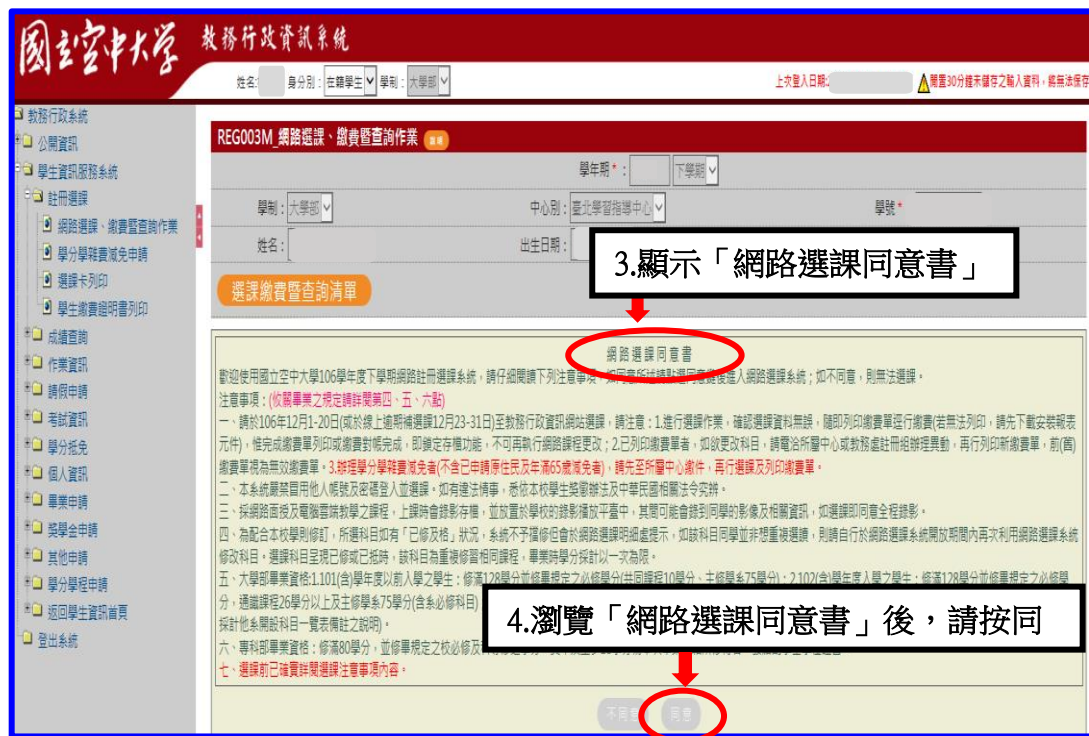 國立空中大學 教務行政資訊系統
姓名: 身分別：在籍學生 學制：大學部 上次登入日期: 閒置30分鐘未儲存之輸入資料，將無法保存
教務行政系統
公開資訊
學生資訊服務系統
註冊選課
網路選課、繳費暨查詢作業
學分學雜費減免申請
選課卡列印
學生繳費證明書列印
成績查詢
作業資訊
請假申請
考試資訊
學分抵免
個人資訊
畢業申請
獎學金申請
其他申請
學分學程申請
返回學生資訊首頁
登出系統
REG003M_網路選課、繳費暨查詢作業 說明
學年期*： 下學期
學制：大學部 中心別：臺北學習指導中心 學號*
姓名： 出生日期：
3.顯示「網路選課同意書」
選課繳費暨查詢清單
網路選課同意書
歡迎使用國立空中大學106學年度下學期網路註冊選課系統，請仔細閱讀下列注意事項，如同意所述請點選同意鍵後進入網路選課系統；如不同意，則無法選課。
注意事項：(攸關畢業之規定請詳閱第四、五、六點)
一、請於106年12月1-20日(或於線上逾期補選課12月23-31日)至教務行政資訊網站選課，請注意：1.進行選課作業，確認選課資料無誤，隨即列印繳費單逕行繳費(若無法列印，請先下載安裝報表
元件)，惟完成繳費單列印或繳費對帳完成，即鎖定存檔功能，不可再執行網路課程更改；2.已列印繳費單者，如欲更改科目，請電洽所屬中心或教務處註冊組辦理異動，再行列印新繳費單，前(舊)
繳費單視為無效繳費單。3.辦理學分學雜費減免者(不含已申請原住民及年滿65歲減免者)，請先至所屬中心繳件，再行選課及列印繳費單。
二、本系統嚴禁冒用他人帳號及密碼登入並選課。如有違法情事，悉依本校學生獎懲辦法及中華民國相關法令究辦。
三、採網路面授及電腦雲端教學之課程，上課時會錄影存檔，並放置於學校的錄影播放平臺中，其間可能會錄到同學的影像及相關資訊，如選課即同意全程錄影。
四、為配合本校學則修訂，所選科目如有「已修及格」狀況，系統不予擋修但會於網路選課明細處提示，如該科目同學並非想重複選讀，則請自行於網路選課系統開放期間內再次利用網路選課系統
修改科目。選課科目呈現已修或已抵時，該科目為重複修習相同課程，畢業時學分採計以一次為限。
五、大學部畢業資格:1.101(含)學年度以前入學之學生：修滿128學分並修畢規定之必修學分(共同課程10學分、主修學系75學分)；2.102(含)學年度入學之學生：修滿128學分並修畢規定之必修學
分，通識課程26學分以上及主修學系75學分(含系必修科目)
採計他系開設科目一覽表備註之說明)。
4.瀏覽「網路選課同意書」後，請按同
六、專科部畢業資格：修滿80學分，並修畢規定之校必修及
七、選課前已確實詳閱選課注意事項內容。
不同意 同意